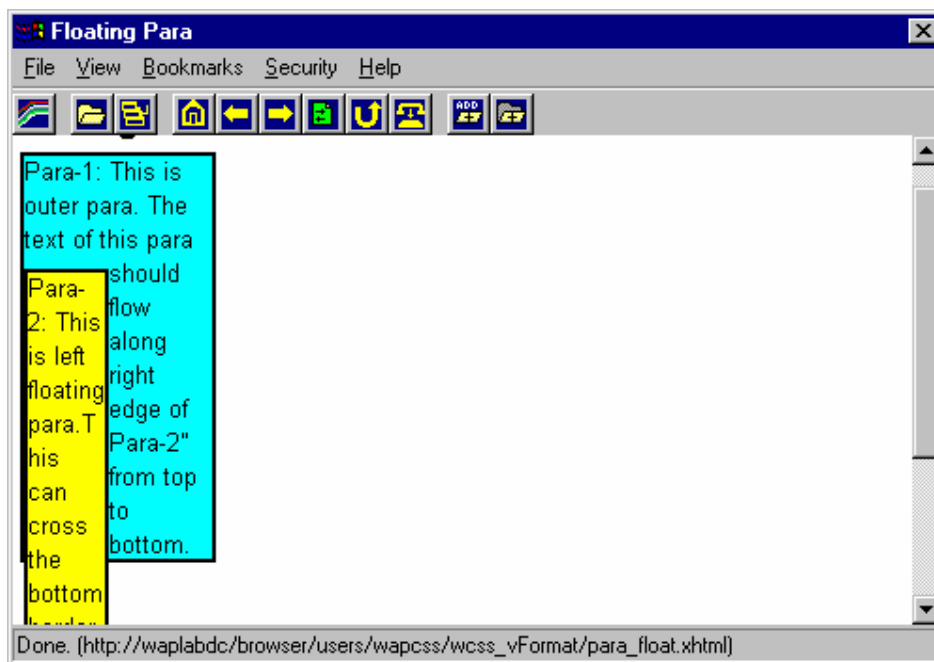 Floating Para
File View Bookmarks Security Help
ADD
Para-1: This is
outer para. The
text of this para
should
flow
along
right
edge of
Para-2"
from top
to
bottom.
Para-
2: This
is left
floating
para.T
his
can
cross
the
bottom
border
Done. (http://waplabdc/browser/users/wapcss/wcss_vFormat/para_float.xhtml)